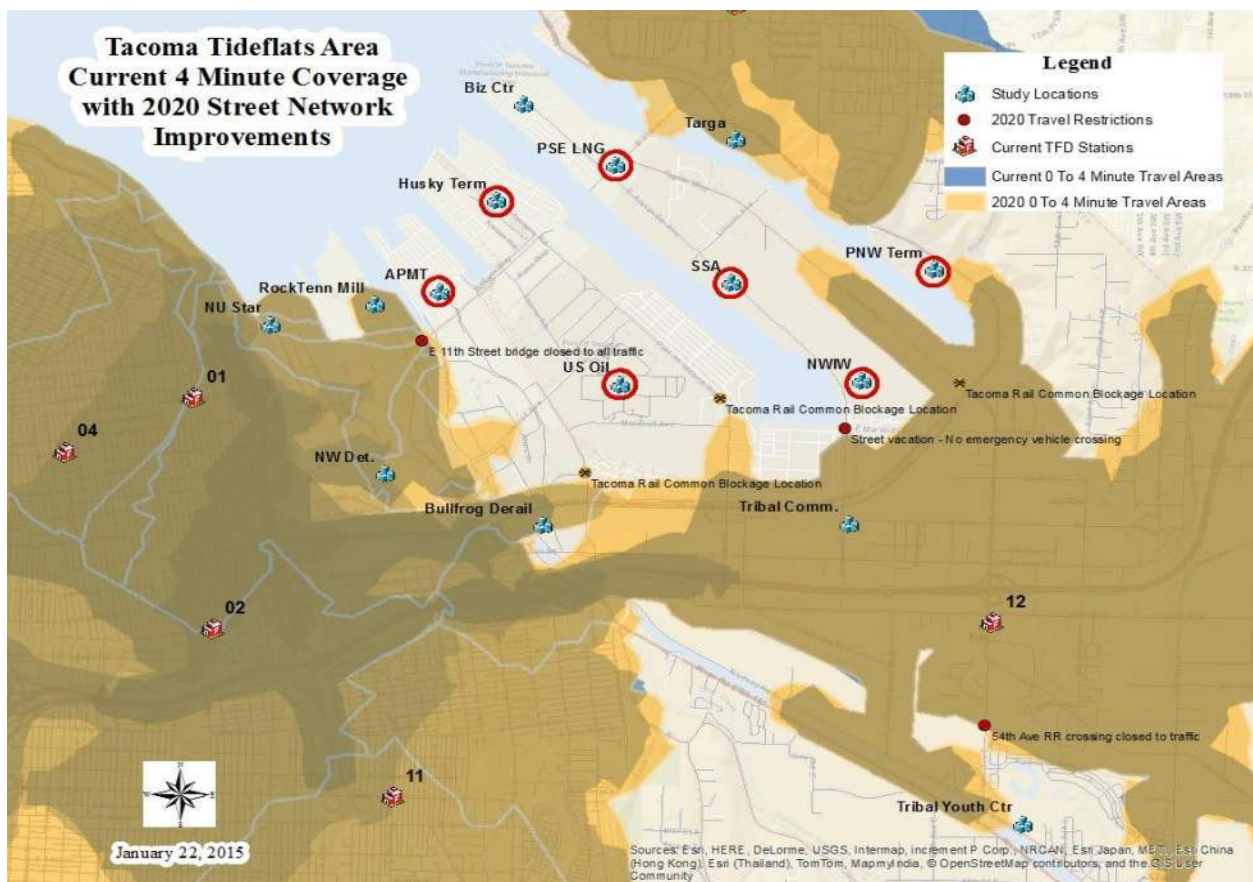 Tacoma Tideflats Area
Current 4 Minute Coverage
with 2020 Street Network
Improvements
Legend
Study Locations
2020 Travel Restrictions
Current TFD Stations
Current 0 To 4 Minute Travel Areas
2020 0 To 4 Minute Travel Areas
Biz Ctr
Targa
PSE LNG
Husky Term
PNW Term
SSA
APMT
RockTenn Mill
NU Star
E 11th Street bridge closed to all traffic
US Oil
NWIW
01
Tacoma Rail Common Blockage Location
Tacoma Rail Common Blockage Location
Street vacation - No emergency vehicle crossing
04
NW Det.
Tacoma Rail Common Blockage Location
Bullfrog Derail
Tribal Comm.
02
12
54th Ave RR crossing closed to traffic
11
Tribal Youth Ctr
N
W
E
S
January 22, 2015
Sources: Esri, HERE, DeLorme, USGS, Intermap, increment P Corp., NRCAN, Esri Japan, METI, Esri China
(Hong Kong), Esri (Thailand), TomTom, MapmyIndia, © OpenStreetMap contributors, and the GIS User
Community